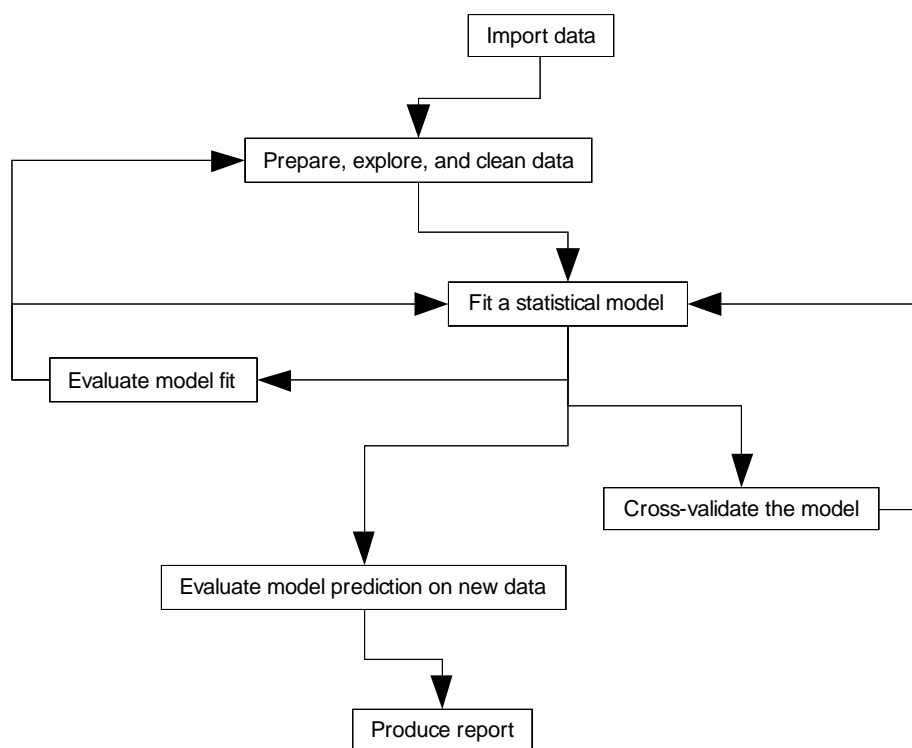 Import data
Prepare, explore, and clean data
Fit a statistical model
Evaluate model fit
Cross-validate the model
Evaluate model prediction on new data
Produce report